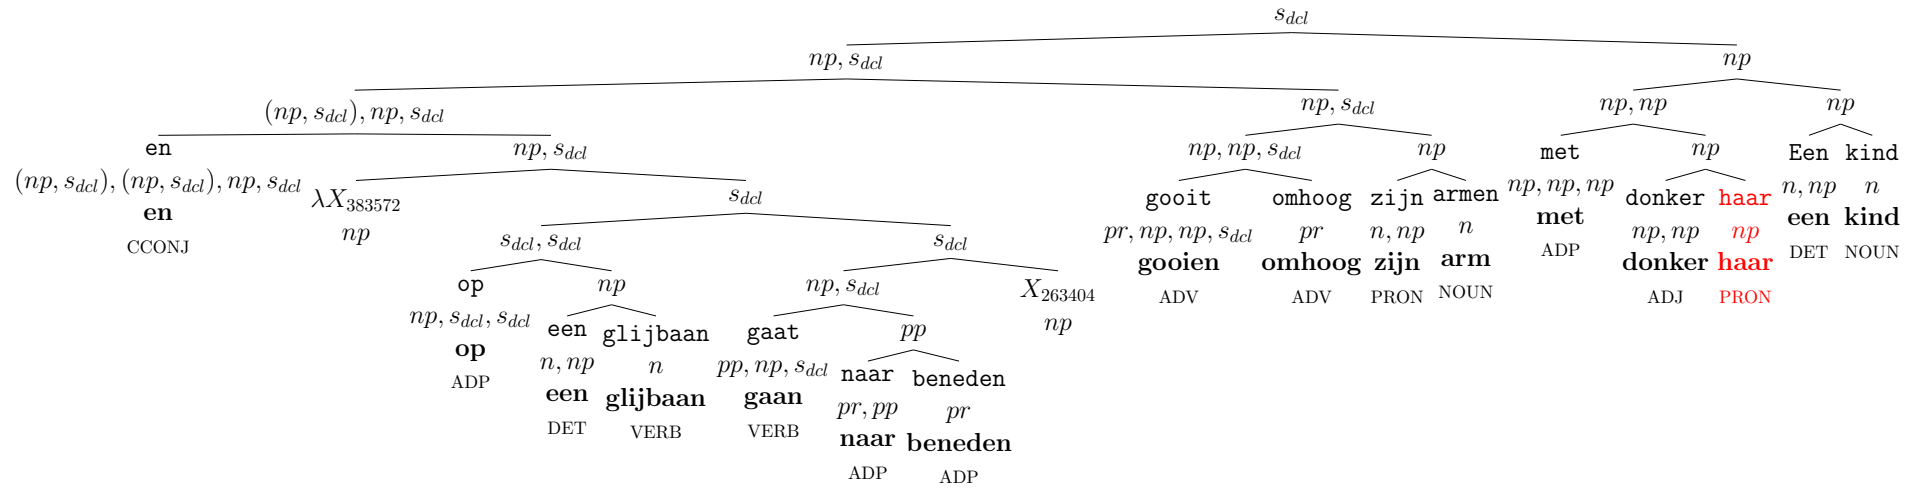 s_dcl
np, s_dcl np
(np, s_dcl), np, s_dcl np, s_dcl np, np np
en np, s_dcl np, np, s_dcl np met np Een kind
(np, s_dcl), (np, s_dcl), np, s_dcl λX_383572 s_dcl gooit omhoog zijn armen np, np, np donker haar n, np n
en np s_dcl, s_dcl s_dcl pr, np, np, s_dcl pr n, np n met np, np np een kind
CCONJ gooien omhoog zijn arm ADP donker haar DET NOUN
op np np, s_dcl X_263404 ADV ADV PRON NOUN ADJ PRON
np, s_dcl, s_dcl een glijbaan gaat pp np
op n, np n pp, np, s_dcl naar beneden
ADP een glijbaan gaan pr, pp pr
DET VERB VERB naar beneden
ADP ADP